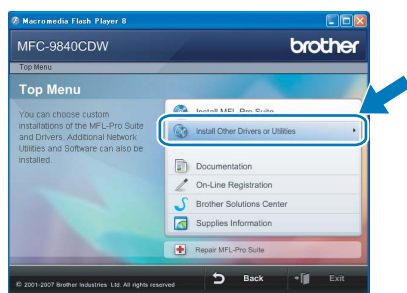 Macromedia Flash Player 8
MFC-9840CDW
brother
Top Menu
Top Menu
You can choose custom
installations of the MFL-Pro Suite
and Drivers. Additional Network
Utilities and Software can also be
installed.
Install MFL-Pro Suite
Install Other Drivers or Utilities
Documentation
On-Line Registration
Brother Solutions Center
Supplies Information
Repair MFL-Pro Suite
© 2001-2007 Brother Industries Ltd. All rights reserved
Back
Exit